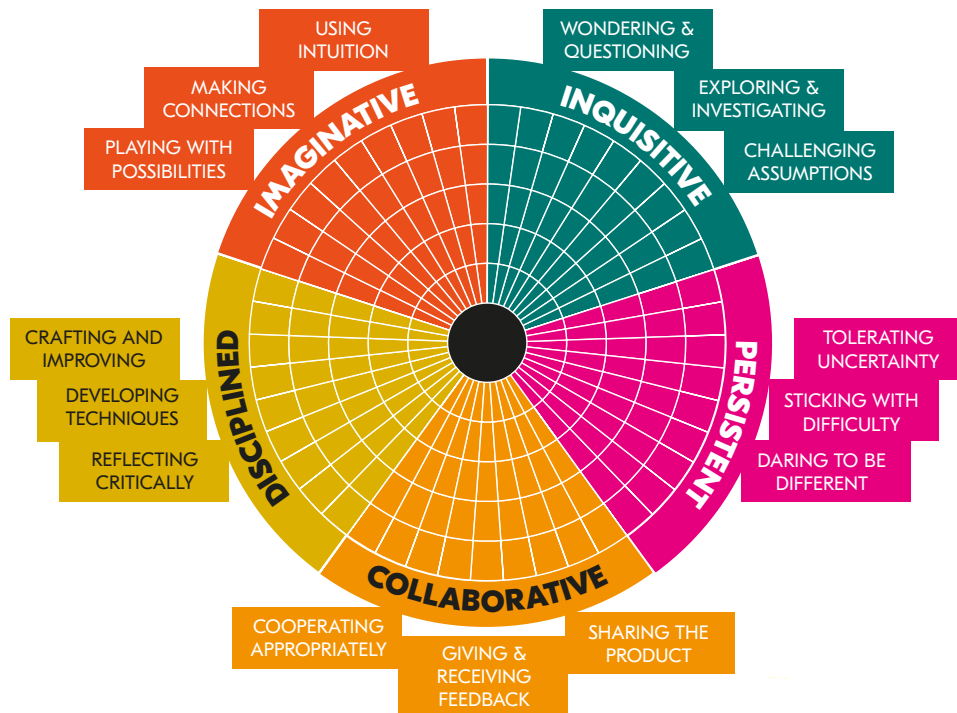 USING
INTUITION
MAKING
CONNECTIONS
PLAYING WITH
POSSIBILITIES
IMAGINATIVE
WONDERING &
QUESTIONING
EXPLORING &
INVESTIGATING
CHALLENGING
ASSUMPTIONS
INQUISITIVE
TOLERATING
UNCERTAINTY
STICKING WITH
DIFFICULTY
DARING TO BE
DIFFERENT
PERSISTENT
SHARING THE
PRODUCT
GIVING &
RECEIVING
FEEDBACK
COOPERATING
APPROPRIATELY
COLLABORATIVE
CRAFTING AND
IMPROVING
DEVELOPING
TECHNIQUES
REFLECTING
CRITICALLY
DISCIPLINED